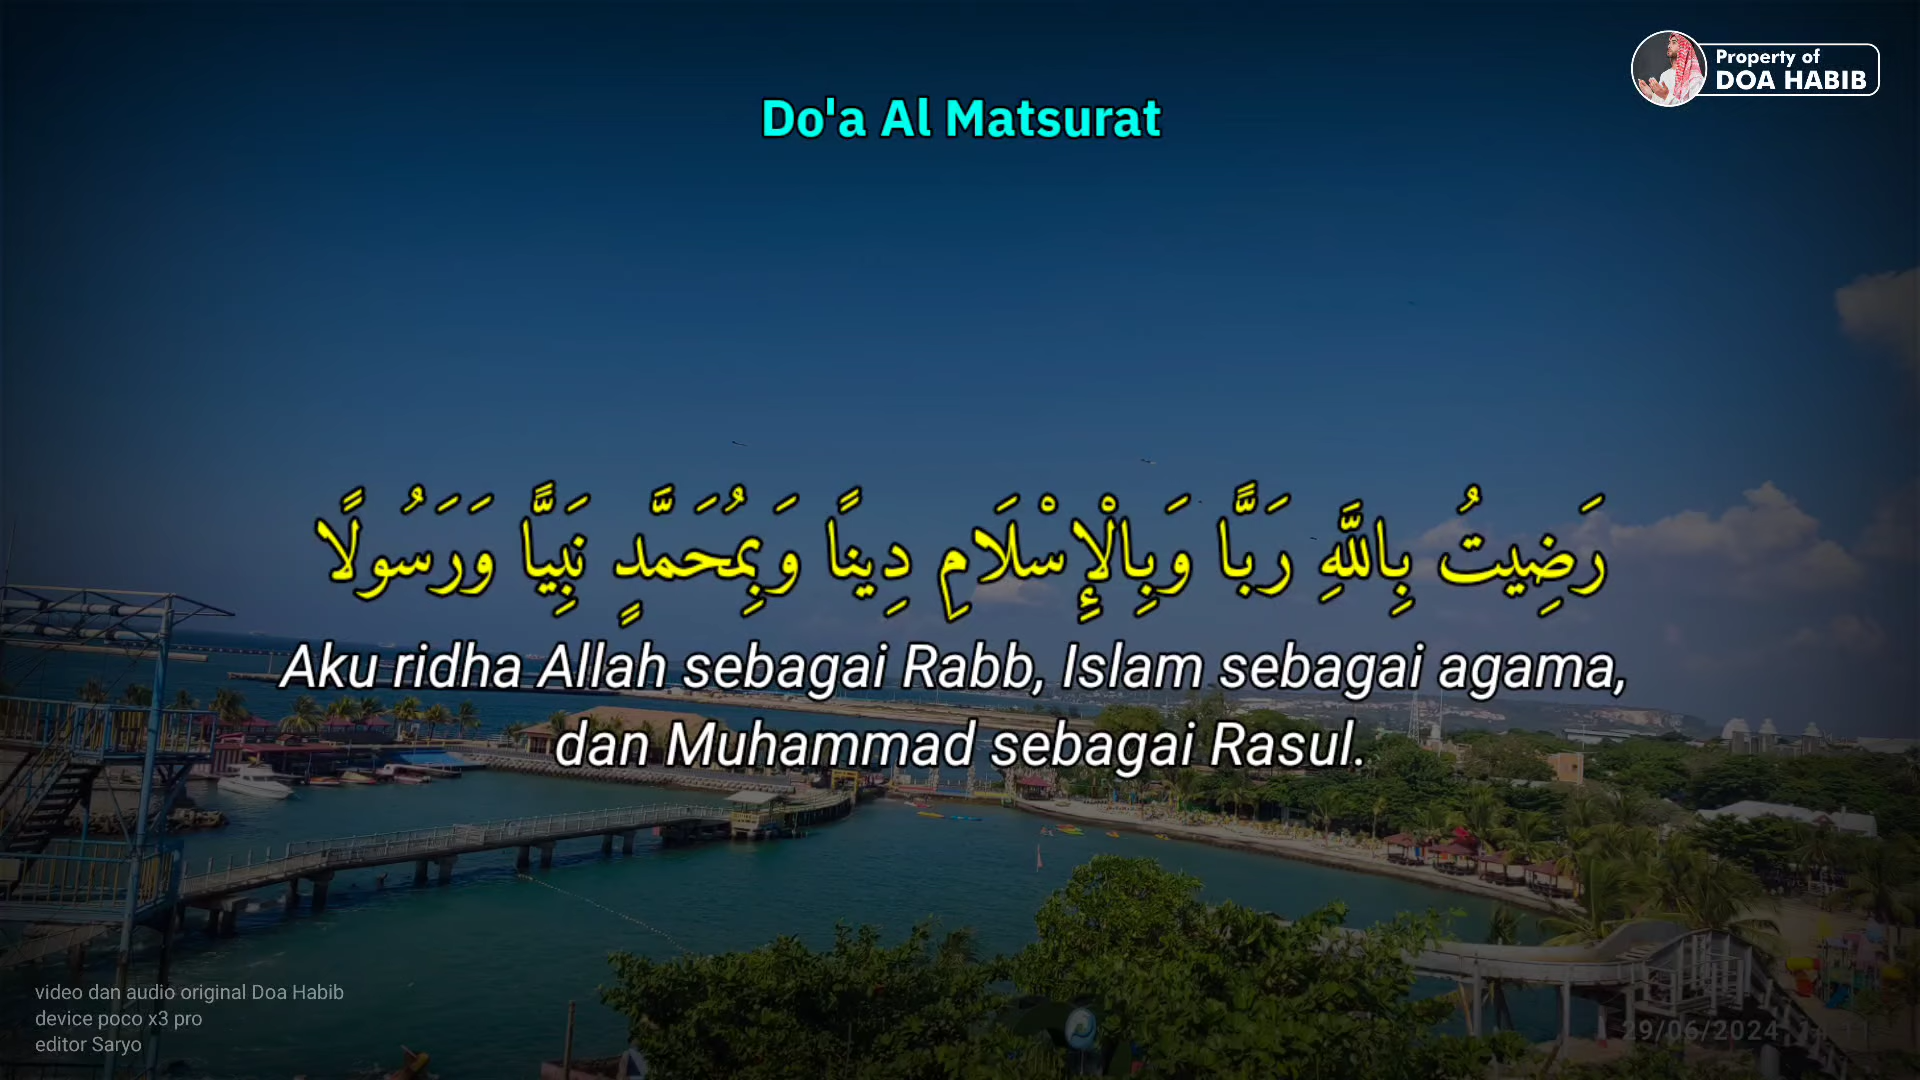 Property of
DOA HABIB
Do'a Al Matsurat
رَضِيتُ بِاللَّهِ رَبًّا وَبِالْإِسْلَامِ دِينًا وَبِمُحَمَّدٍ نَبِيًّا وَرَسُولًا
Aku ridha Allah sebagai Rabb, Islam sebagai agama,
dan Muhammad sebagai Rasul.
video dan audio original Doa Habib
device poco x3 pro
editor Saryo
29/06/2024